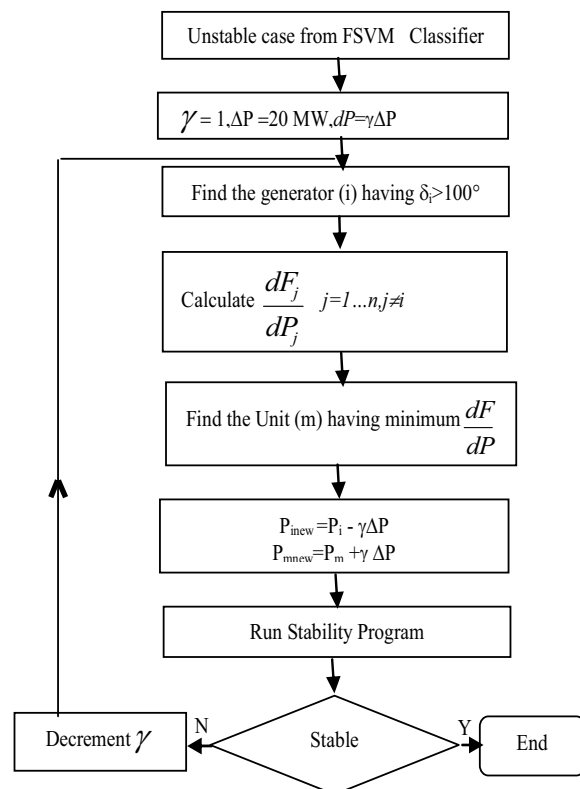 Unstable case from FSVM Classifier
γ = 1,ΔP =20 MW,dP=γΔP
Find the generator (i) having δi>100°
Calculate dFj/dPj j=1...n,j≠i
Find the Unit (m) having minimum dF/dP
Pinew=Pi - γΔP
Pmnew=Pm +γ ΔP
Run Stability Program
Decrement γ
N
Stable
Y
End